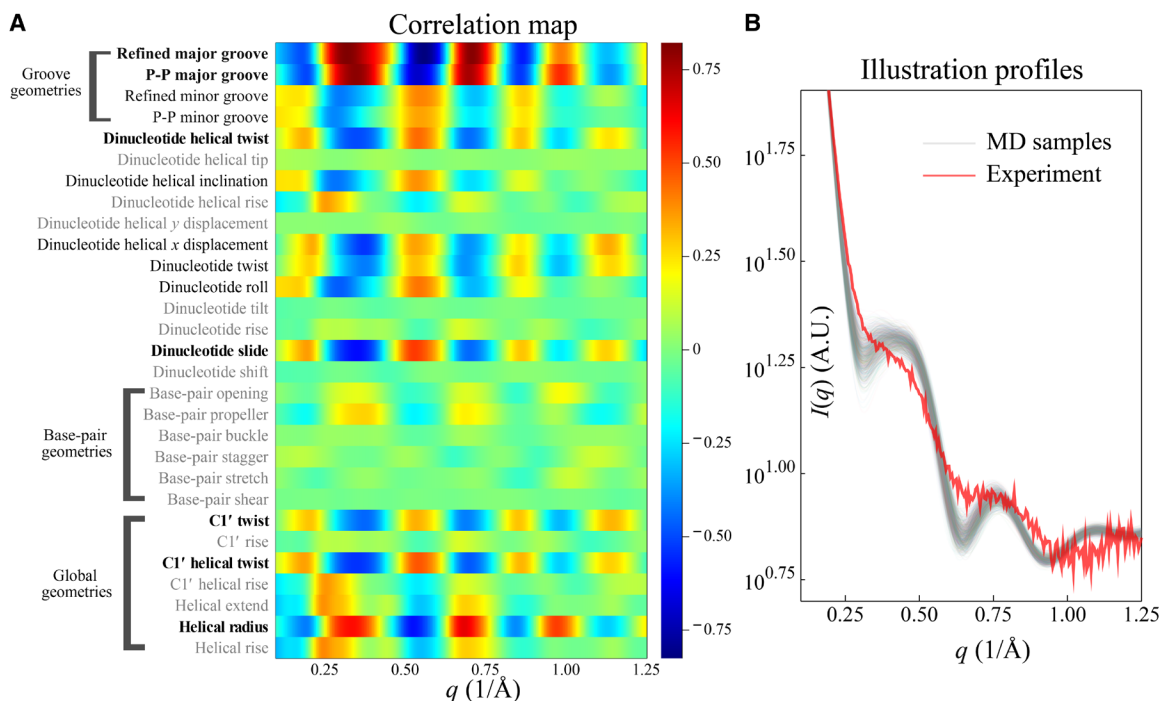 A
Correlation map
Groove
geometries
Refined major groove
P-P major groove
Refined minor groove
P-P minor groove
Dinucleotide helical twist
Dinucleotide helical tip
Dinucleotide helical inclination
Dinucleotide helical rise
Dinucleotide helical y displacement
Dinucleotide helical x displacement
Dinucleotide twist
Dinucleotide roll
Dinucleotide tilt
Dinucleotide rise
Dinucleotide slide
Dinucleotide shift
Base-pair
geometries
Base-pair opening
Base-pair propeller
Base-pair buckle
Base-pair stagger
Base-pair stretch
Base-pair shear
Global
geometries
C1′ twist
C1′ rise
C1′ helical twist
C1′ helical rise
Helical extend
Helical radius
Helical rise
0.25 0.50 0.75 1.00 1.25
q (1/Å)
0.75
0.50
0.25
0
−0.25
−0.50
−0.75
B
Illustration profiles
MD samples
Experiment
I(q) (A.U.)
10^1.75
10^1.50
10^1.25
10^1.00
10^0.75
0.25 0.50 0.75 1.00 1.25
q (1/Å)